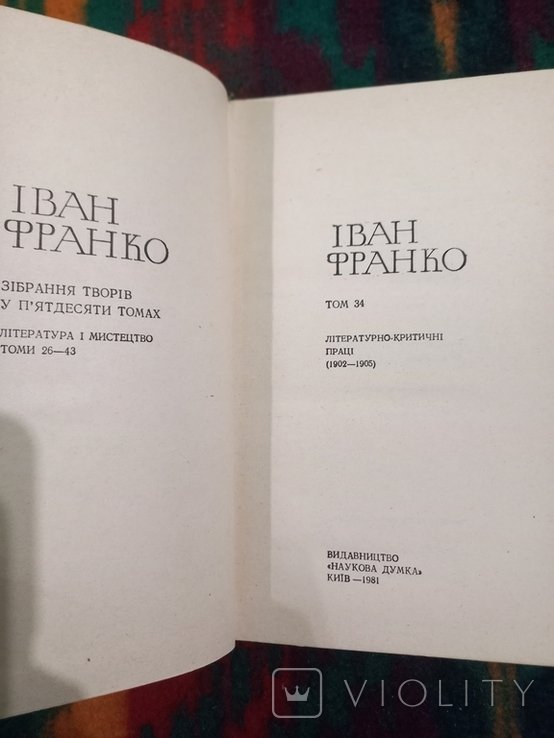 ІВАН
ФРАНКО
ЗІБРАННЯ ТВОРІВ
У П'ЯТДЕСЯТИ ТОМАХ
ЛІТЕРАТУРА І МИСТЕЦТВО
ТОМИ 26—43
ІВАН
ФРАНКО
ТОМ 34
ЛІТЕРАТУРНО-КРИТИЧНІ
ПРАЦІ
(1902—1905)
ВИДАВНИЦТВО
«НАУКОВА ДУМКА»
КИЇВ—1981
VIOLITY